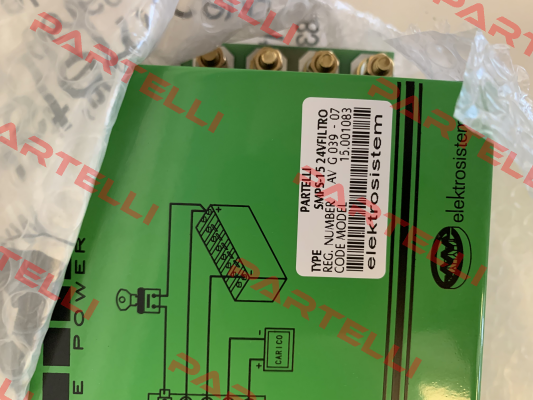 PARTELLI
TYPE SMPS-15 24VFILTRO
REG. NUMBER AV G 039 - 07
CODE MODEL 15.001083
elektrosistem
elektrosistem
E POWER
CARICO
- +
PARTELLI
PARTELLI
PARTELLI
PARTELLI
PARTELLI